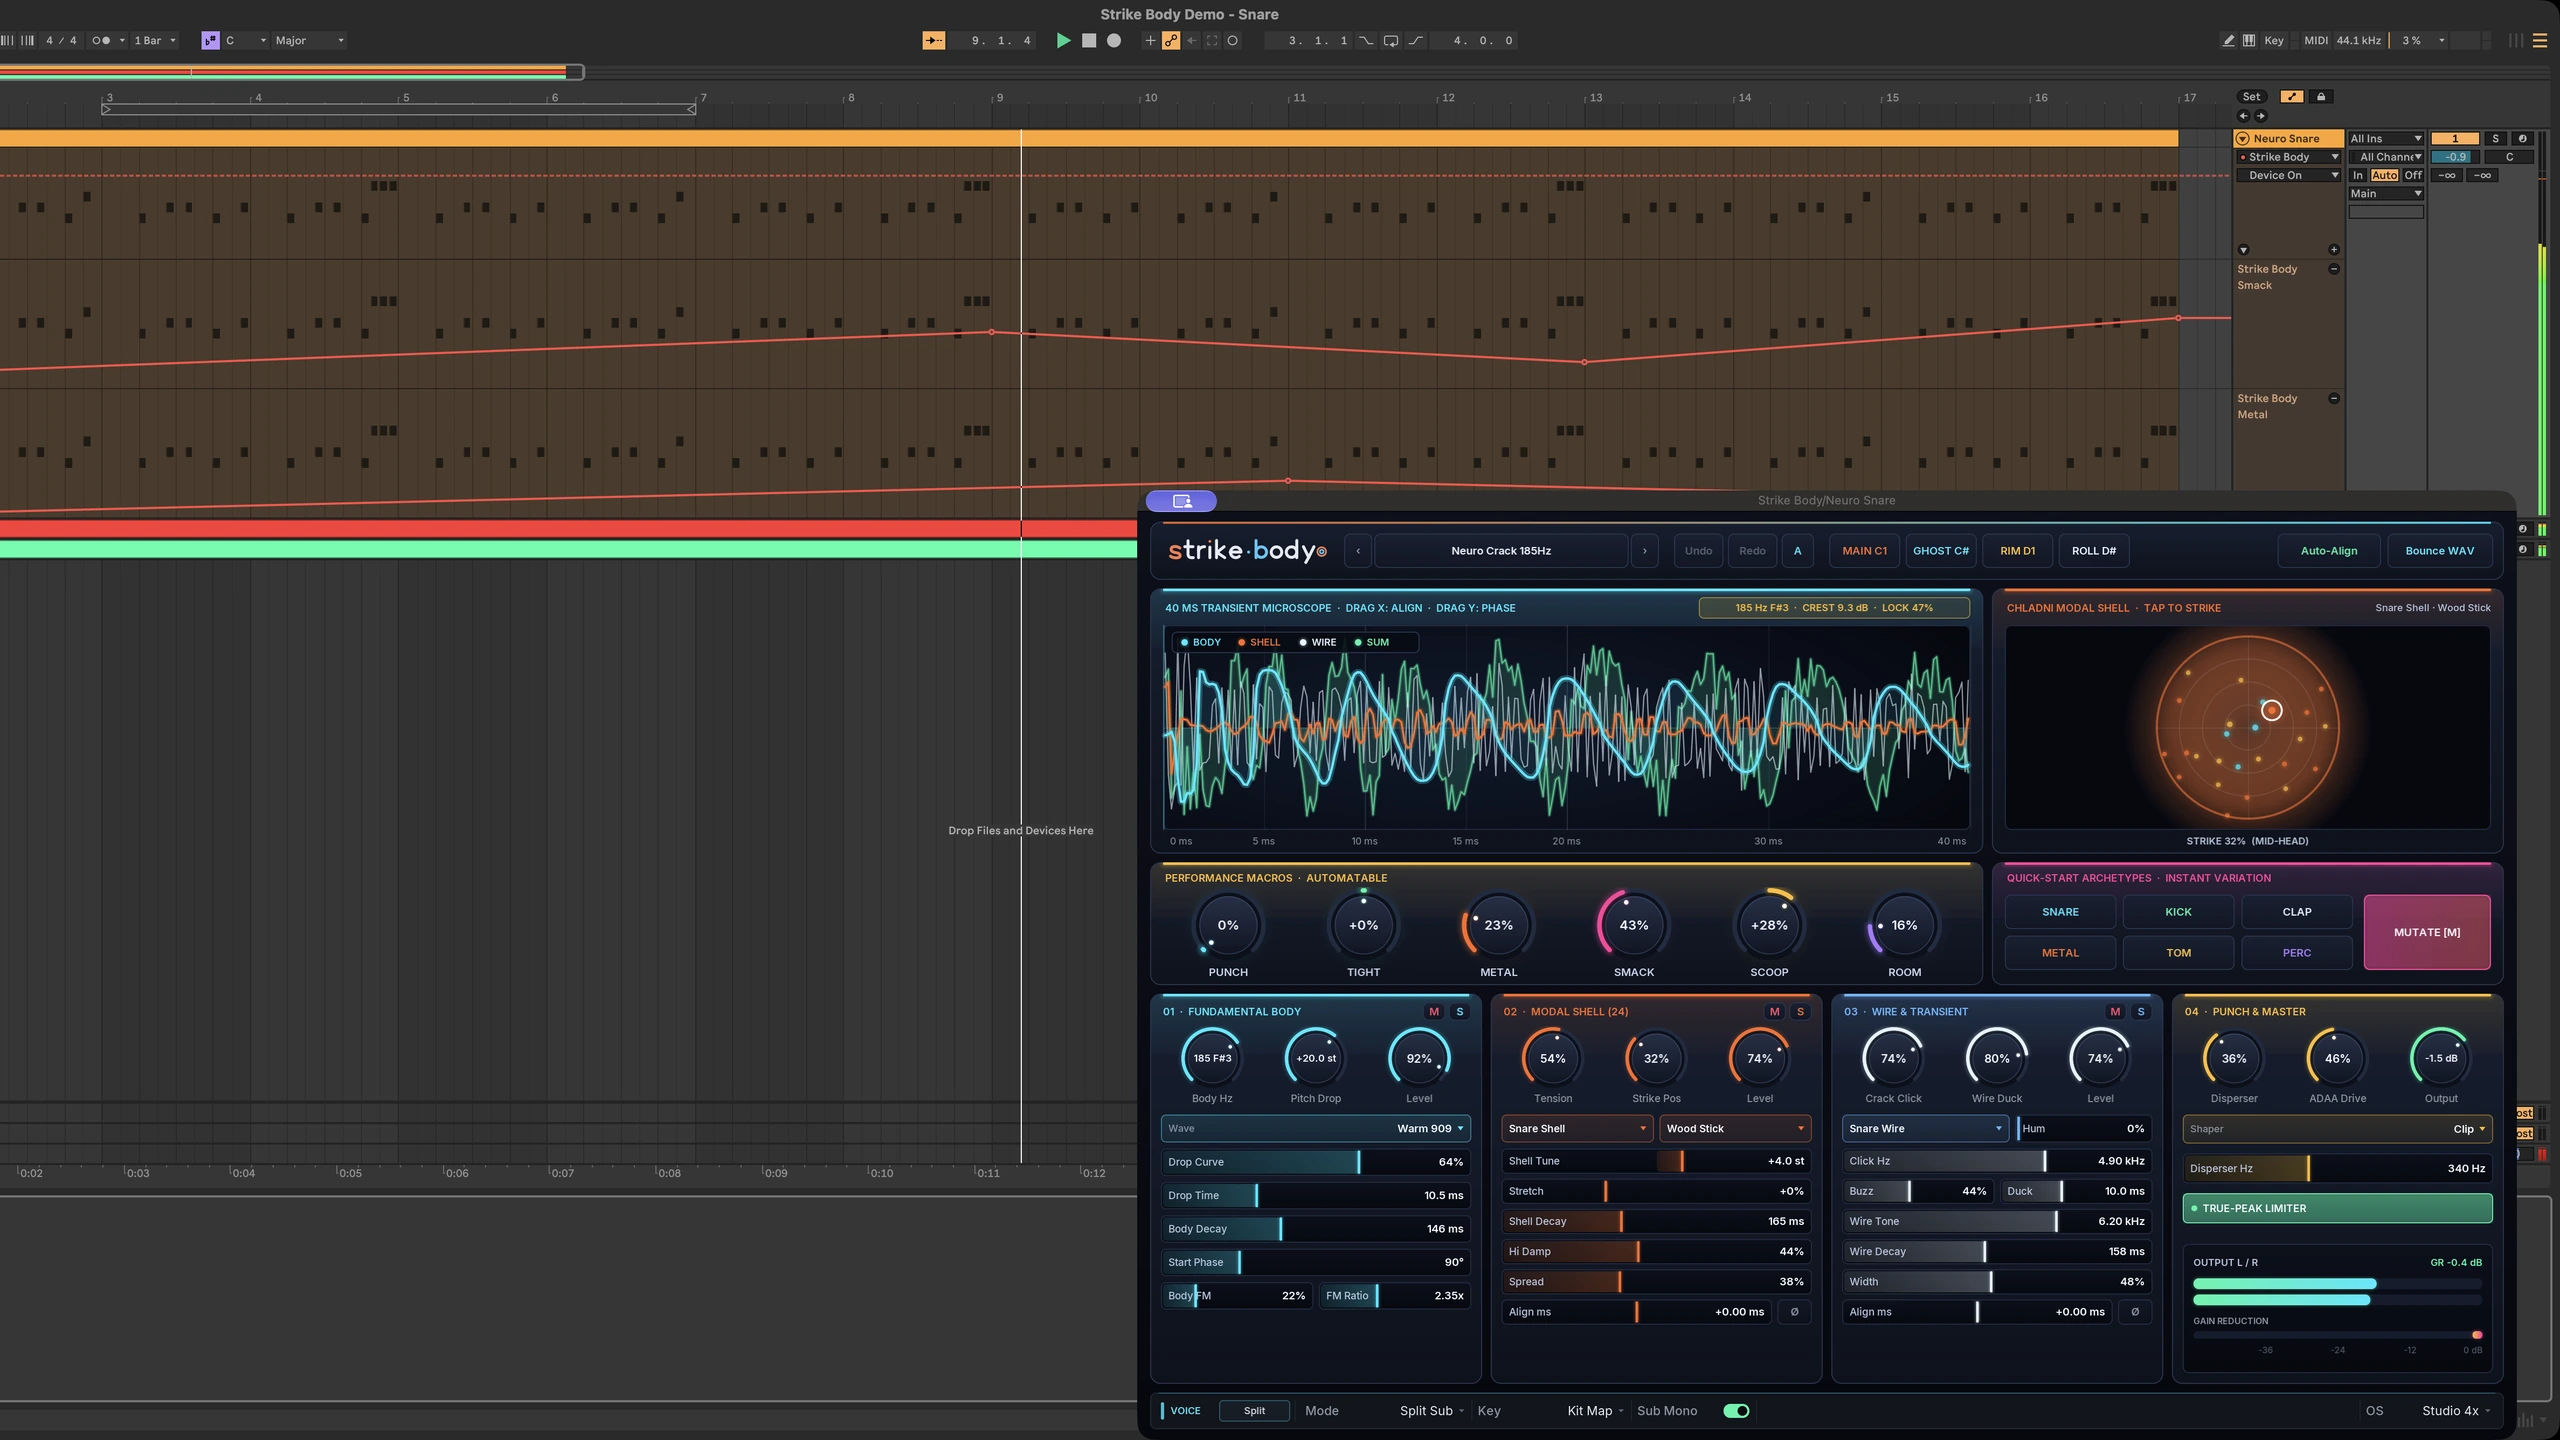 Strike Body Demo - Snare
4 / 4 1 Bar C Major 9. 1. 4 3. 1. 1 4. 0. 0 Key MIDI 44.1 kHz 3 %
3 4 5 6 7 8 9 10 11 12 13 14 15 16 17 Set
Neuro Snare All Ins 1 S
Strike Body All Channe -0.9 C
Device On In Auto Off -∞ -∞
Main
Strike Body
Smack
Strike Body
Metal
Strike Body/Neuro Snare
strike·body Neuro Crack 185Hz Undo Redo A MAIN C1 GHOST C# RIM D1 ROLL D# Auto-Align Bounce WAV
40 MS TRANSIENT MICROSCOPE · DRAG X: ALIGN · DRAG Y: PHASE 185 Hz F#3 · CREST 9.3 dB · LOCK 47%
BODY SHELL WIRE SUM
0 ms 5 ms 10 ms 15 ms 20 ms 30 ms 40 ms
CHLADNI MODAL SHELL · TAP TO STRIKE Snare Shell · Wood Stick
STRIKE 32% (MID-HEAD)
Drop Files and Devices Here
PERFORMANCE MACROS · AUTOMATABLE
0% +0% 23% 43% +28% 16%
PUNCH TIGHT METAL SMACK SCOOP ROOM
QUICK-START ARCHETYPES · INSTANT VARIATION
SNARE KICK CLAP
MUTATE [M]
METAL TOM PERC
01 · FUNDAMENTAL BODY M S
185 F#3 +20.0 st 92%
Body Hz Pitch Drop Level
Wave Warm 909
Drop Curve 64%
Drop Time 10.5 ms
Body Decay 146 ms
Start Phase 90°
Body FM 22% FM Ratio 2.35x
02 · MODAL SHELL (24) M S
54% 32% 74%
Tension Strike Pos Level
Snare Shell Wood Stick
Shell Tune +4.0 st
Stretch +0%
Shell Decay 165 ms
Hi Damp 44%
Spread 38%
Align ms +0.00 ms Ø
03 · WIRE & TRANSIENT M S
74% 80% 74%
Crack Click Wire Duck Level
Snare Wire Hum 0%
Click Hz 4.90 kHz
Buzz 44% Duck 10.0 ms
Wire Tone 6.20 kHz
Wire Decay 158 ms
Width 48%
Align ms +0.00 ms Ø
04 · PUNCH & MASTER
36% 46% -1.5 dB
Disperser ADAA Drive Output
Shaper Clip
Disperser Hz 340 Hz
TRUE-PEAK LIMITER
OUTPUT L / R GR -0.4 dB
GAIN REDUCTION
-36 -24 -12 0 dB
0:02 0:03 0:04 0:05 0:06 0:07 0:08 0:09 0:10 0:11 0:12
VOICE Split Mode Split Sub Key Kit Map Sub Mono OS Studio 4x